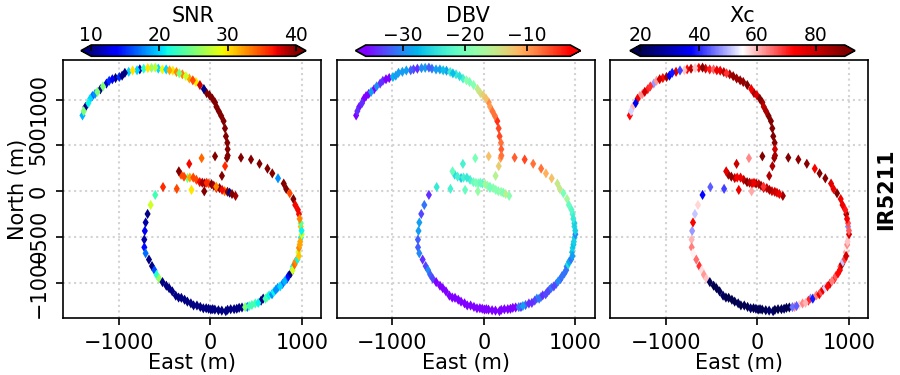 SNR DBV Xc
10 20 30 40 −30 −20 −10 20 40 60 80
North (m)
1000
500
0
−500
−1000
IR5211
−1000 0 1000 −1000 0 1000 −1000 0 1000
East (m) East (m) East (m)